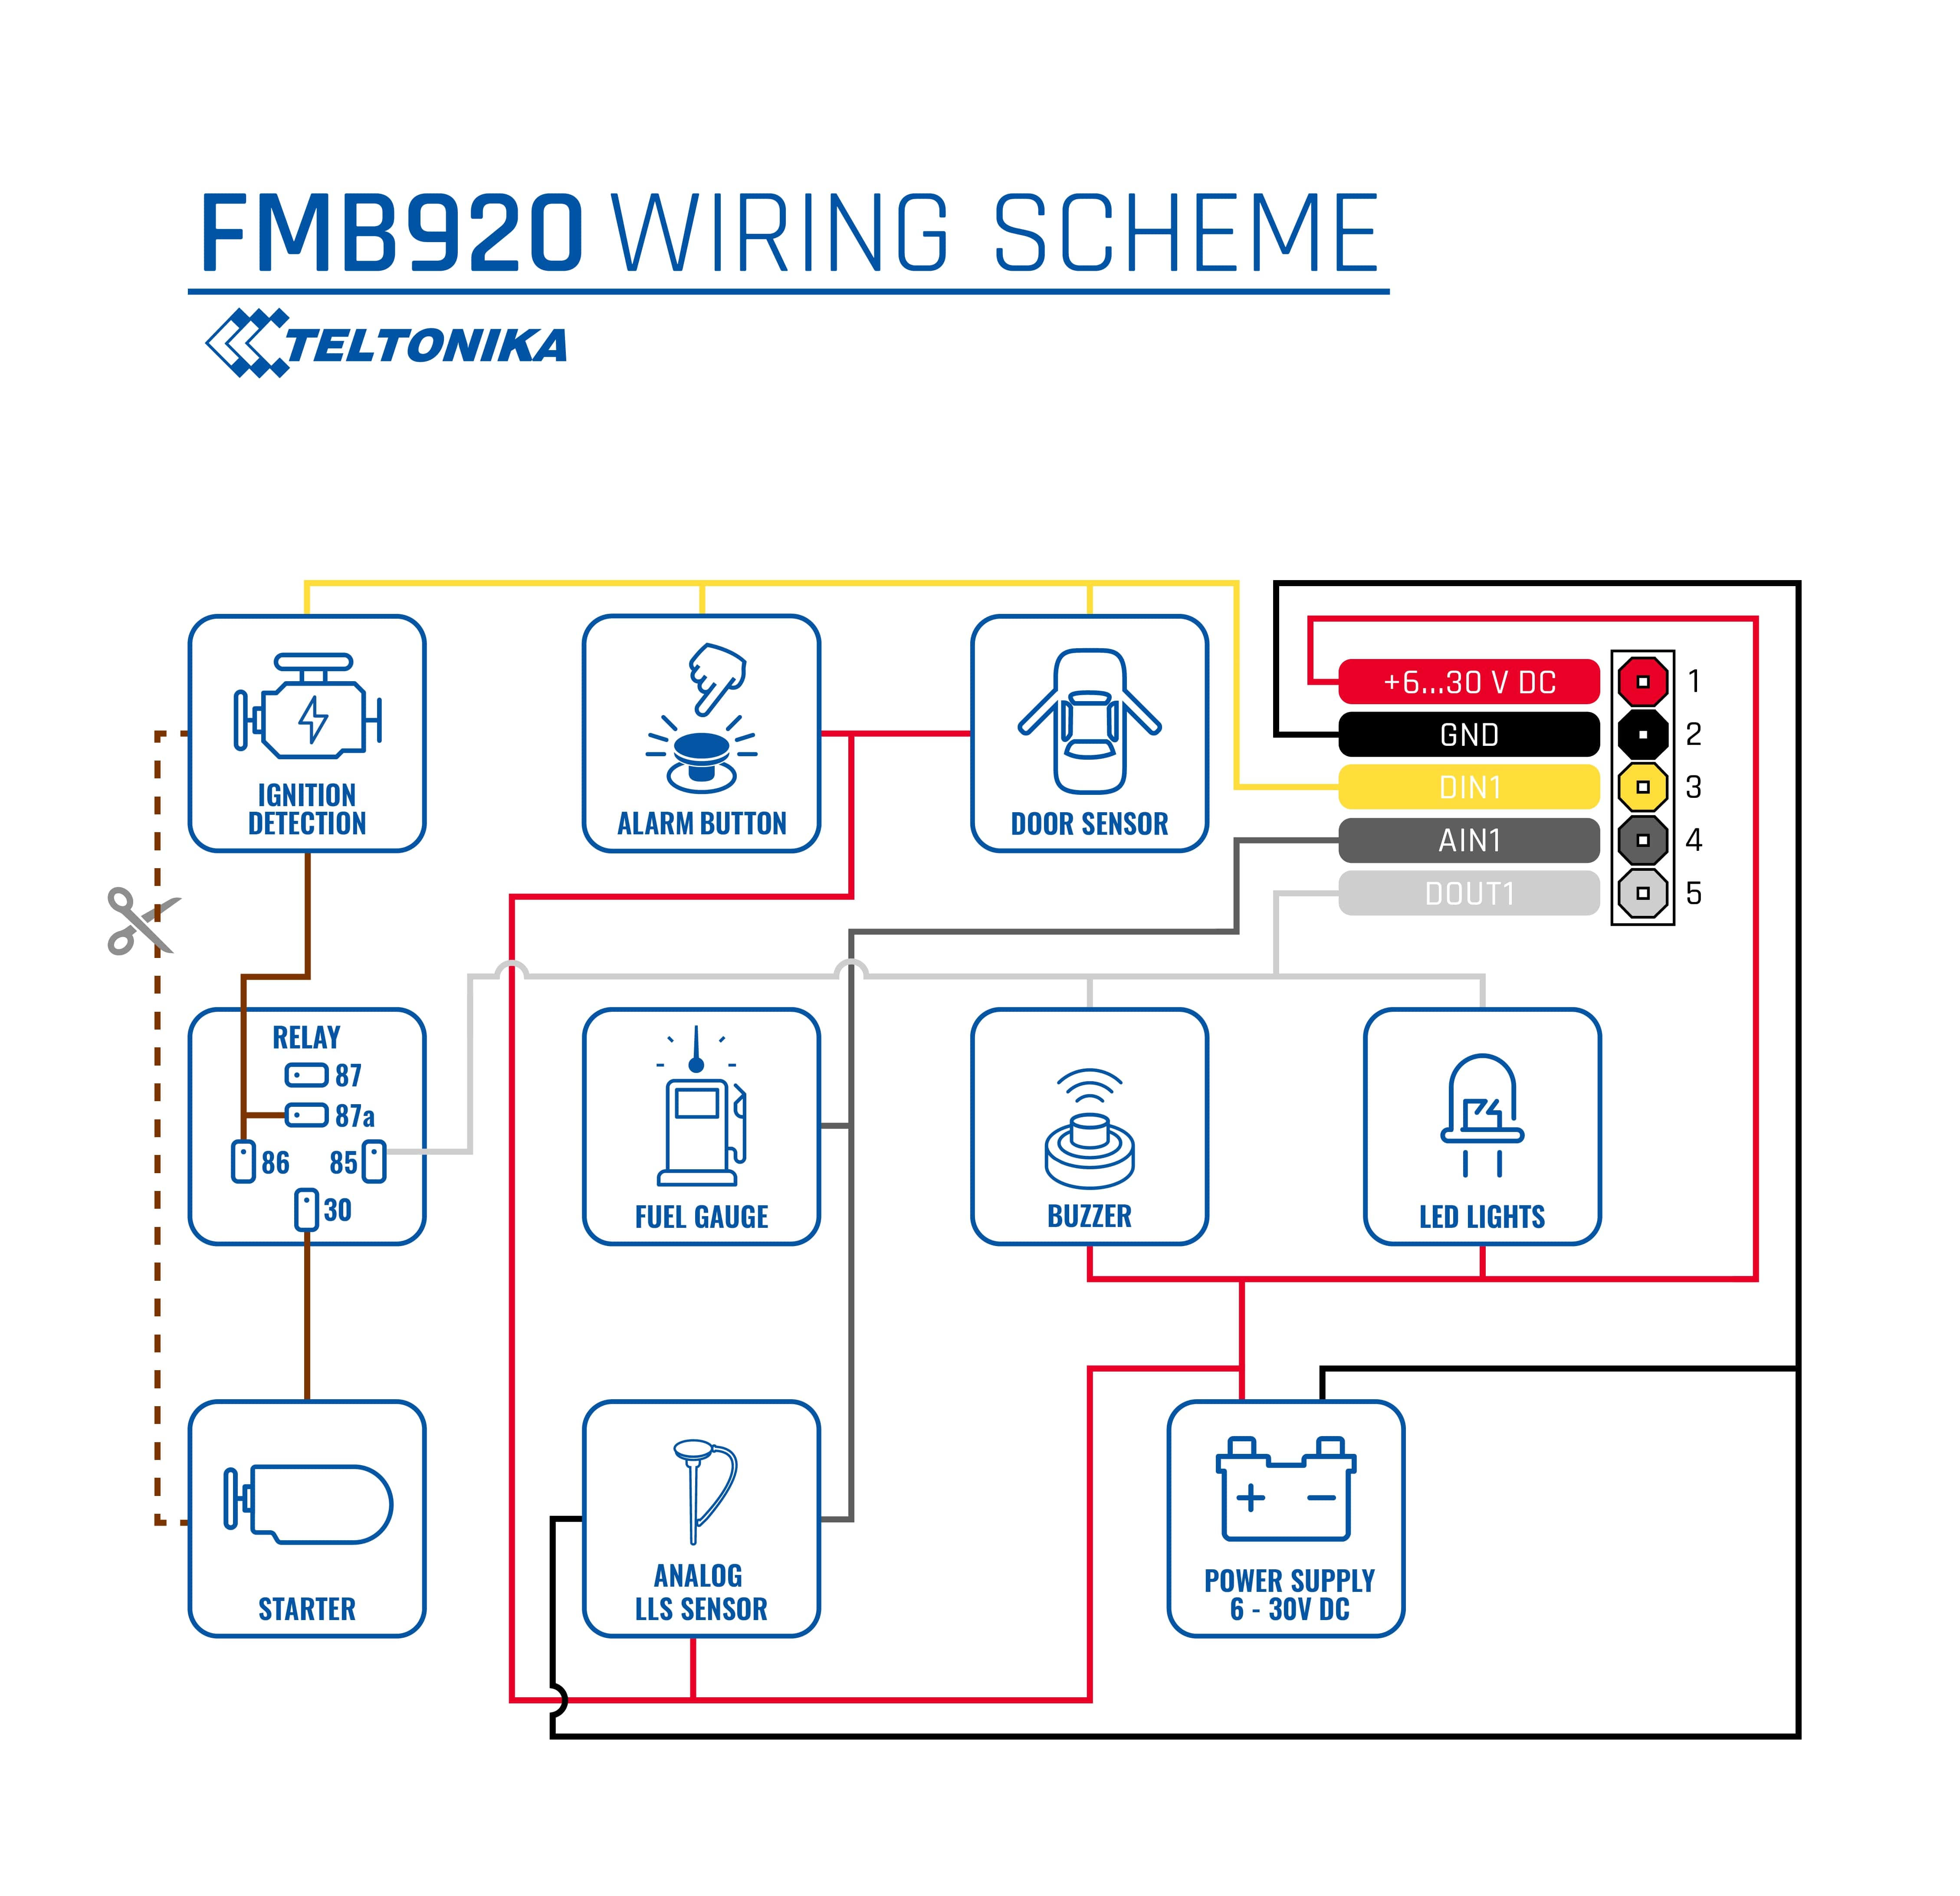 FMB920 WIRING SCHEME
TELTONIKA
+6...30 V DC 1
GND 2
DIN1 3
AIN1 4
DOUT1 5
IGNITION
DETECTION
ALARM BUTTON
DOOR SENSOR
RELAY
87
87a
86 85
30
FUEL GAUGE
BUZZER
LED LIGHTS
STARTER
ANALOG
LLS SENSOR
+ −
POWER SUPPLY
6 - 30V DC